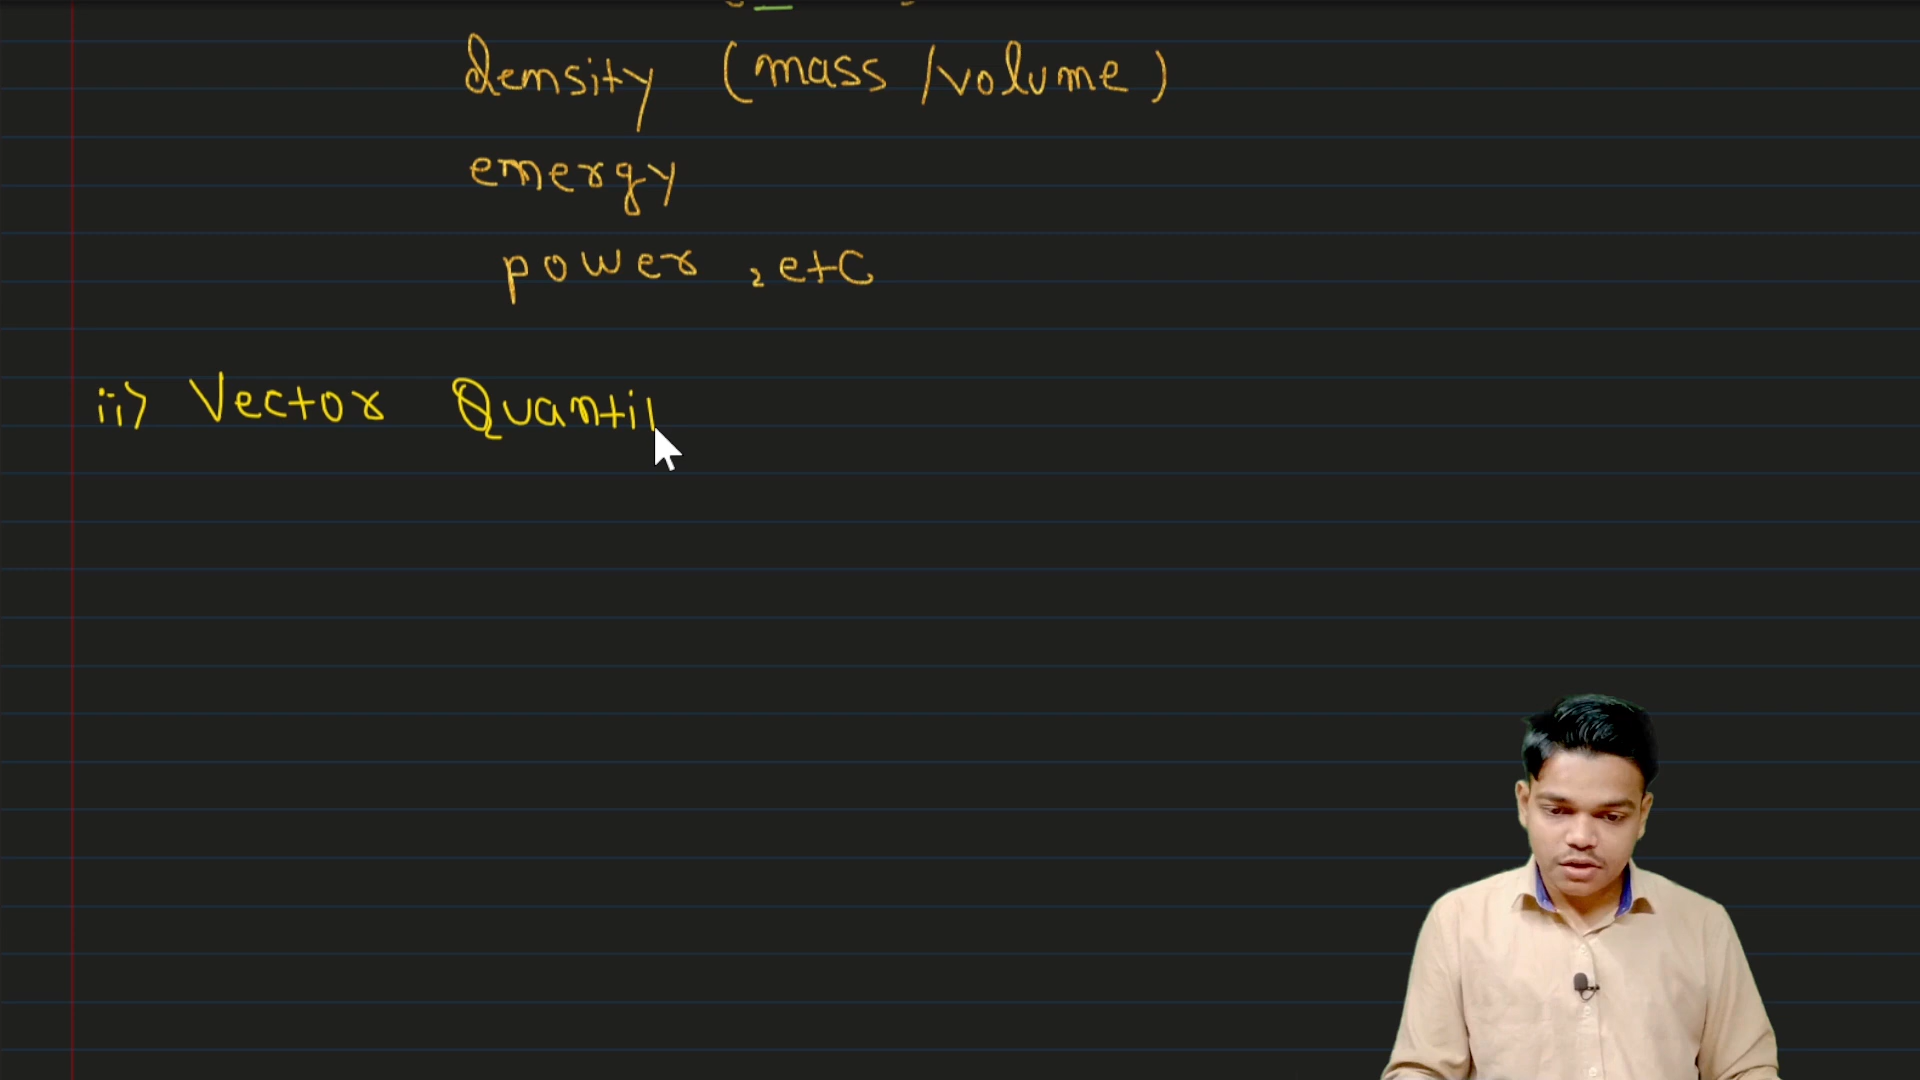 density (mass /volume)
energy
power , etc
ii) Vector Quanti